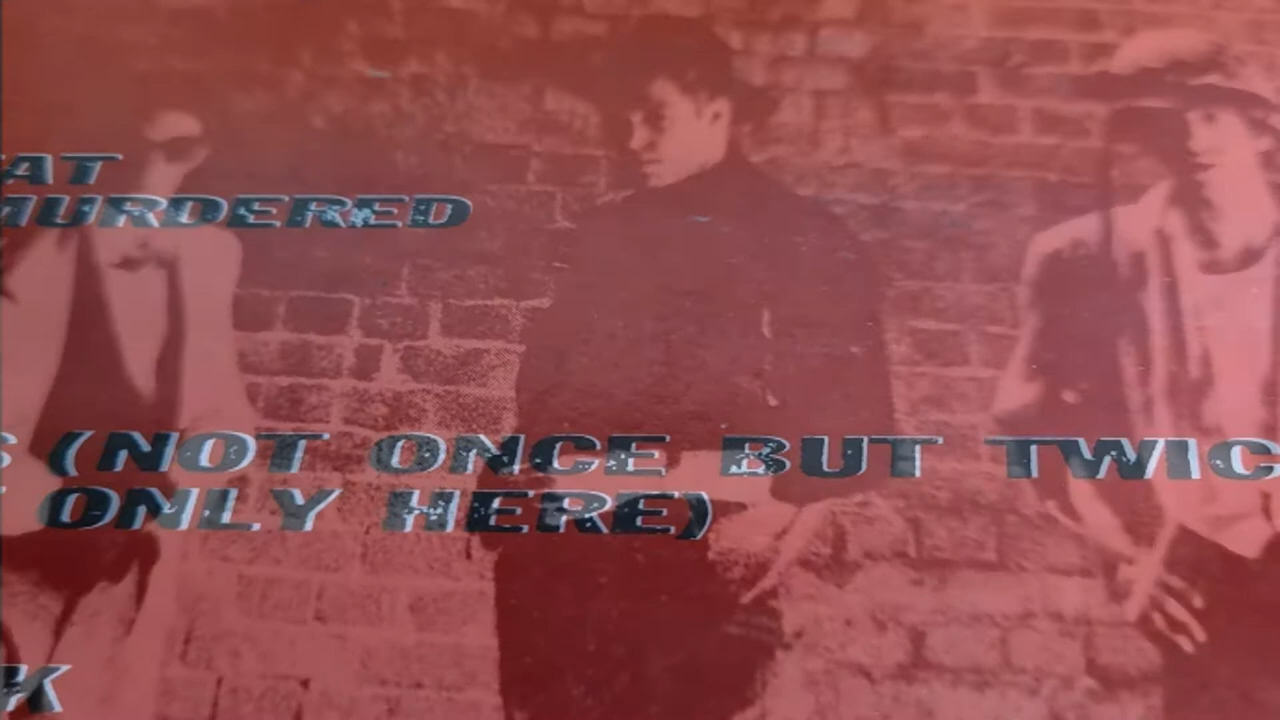 AT
MURDERED
S (NOT ONCE BUT TWIC
ONLY HERE)
K